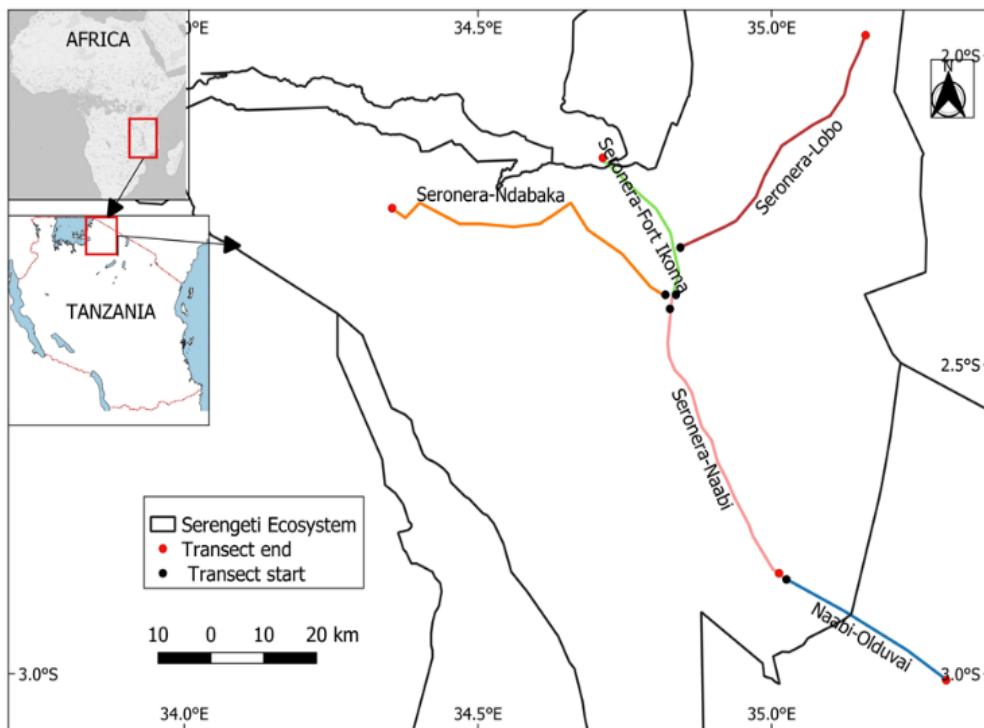 .0°E
34.5°E
35.0°E
AFRICA
2.0°S
N
Seronera-Lobo
Seronera-Fort Ikoma
Seronera-Ndabaka
TANZANIA
2.5°S
Seronera-Naabi
Serengeti Ecosystem
Transect end
Transect start
Naabi-Olduvai
10 0 10 20 km
3.0°S
3.0°S
34.0°E
34.5°E
35.0°E